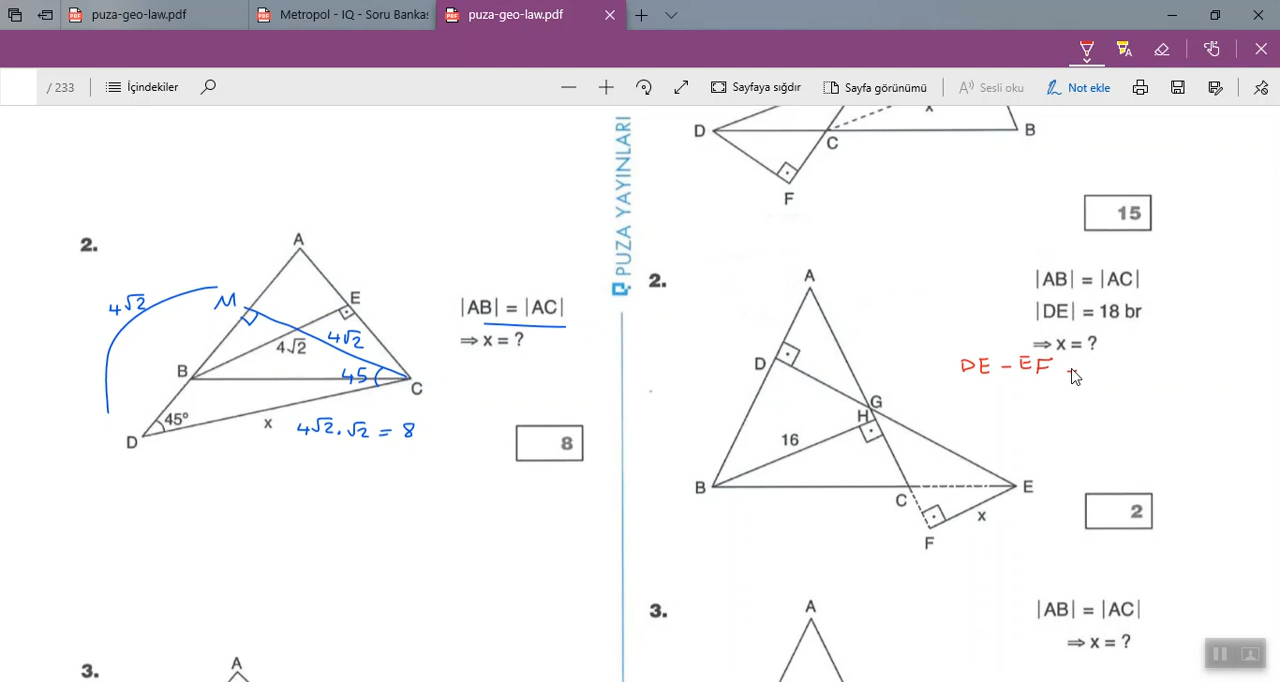 puza-geo-law.pdf
Metropol - IQ - Soru Bankas
puza-geo-law.pdf
/ 233
İçindekiler
Sayfaya sığdır
Sayfa görünümü
Sesli oku
Not ekle
2.
A
M
E
4√2
4√2
4√2
B
45
C
45°
D
x
4√2.√2 = 8
|AB| = |AC|
⇒ x = ?
8
3.
A
PUZA YAYINLARI
D
C
x
B
F
15
2.
A
|AB| = |AC|
|DE| = 18 br
⇒ x = ?
DE - EF
D
G
H
16
B
C
E
x
F
2
3.
A
|AB| = |AC|
⇒ x = ?